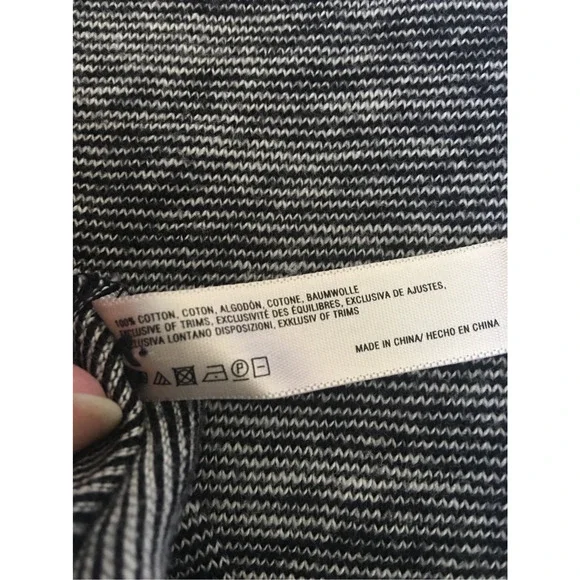 100% COTTON, COTON, ALGODÓN, COTONE, BAUMWOLLE
EXCLUSIVE OF TRIMS, EXCLUSIVITÉ DES ÉQUILIBRES, EXCLUSIVA DE AJUSTES,
LONTANO DISPOSIZIONI, EXKLUSIV OF TRIMS
MADE IN CHINA/ HECHO EN CHINA
P